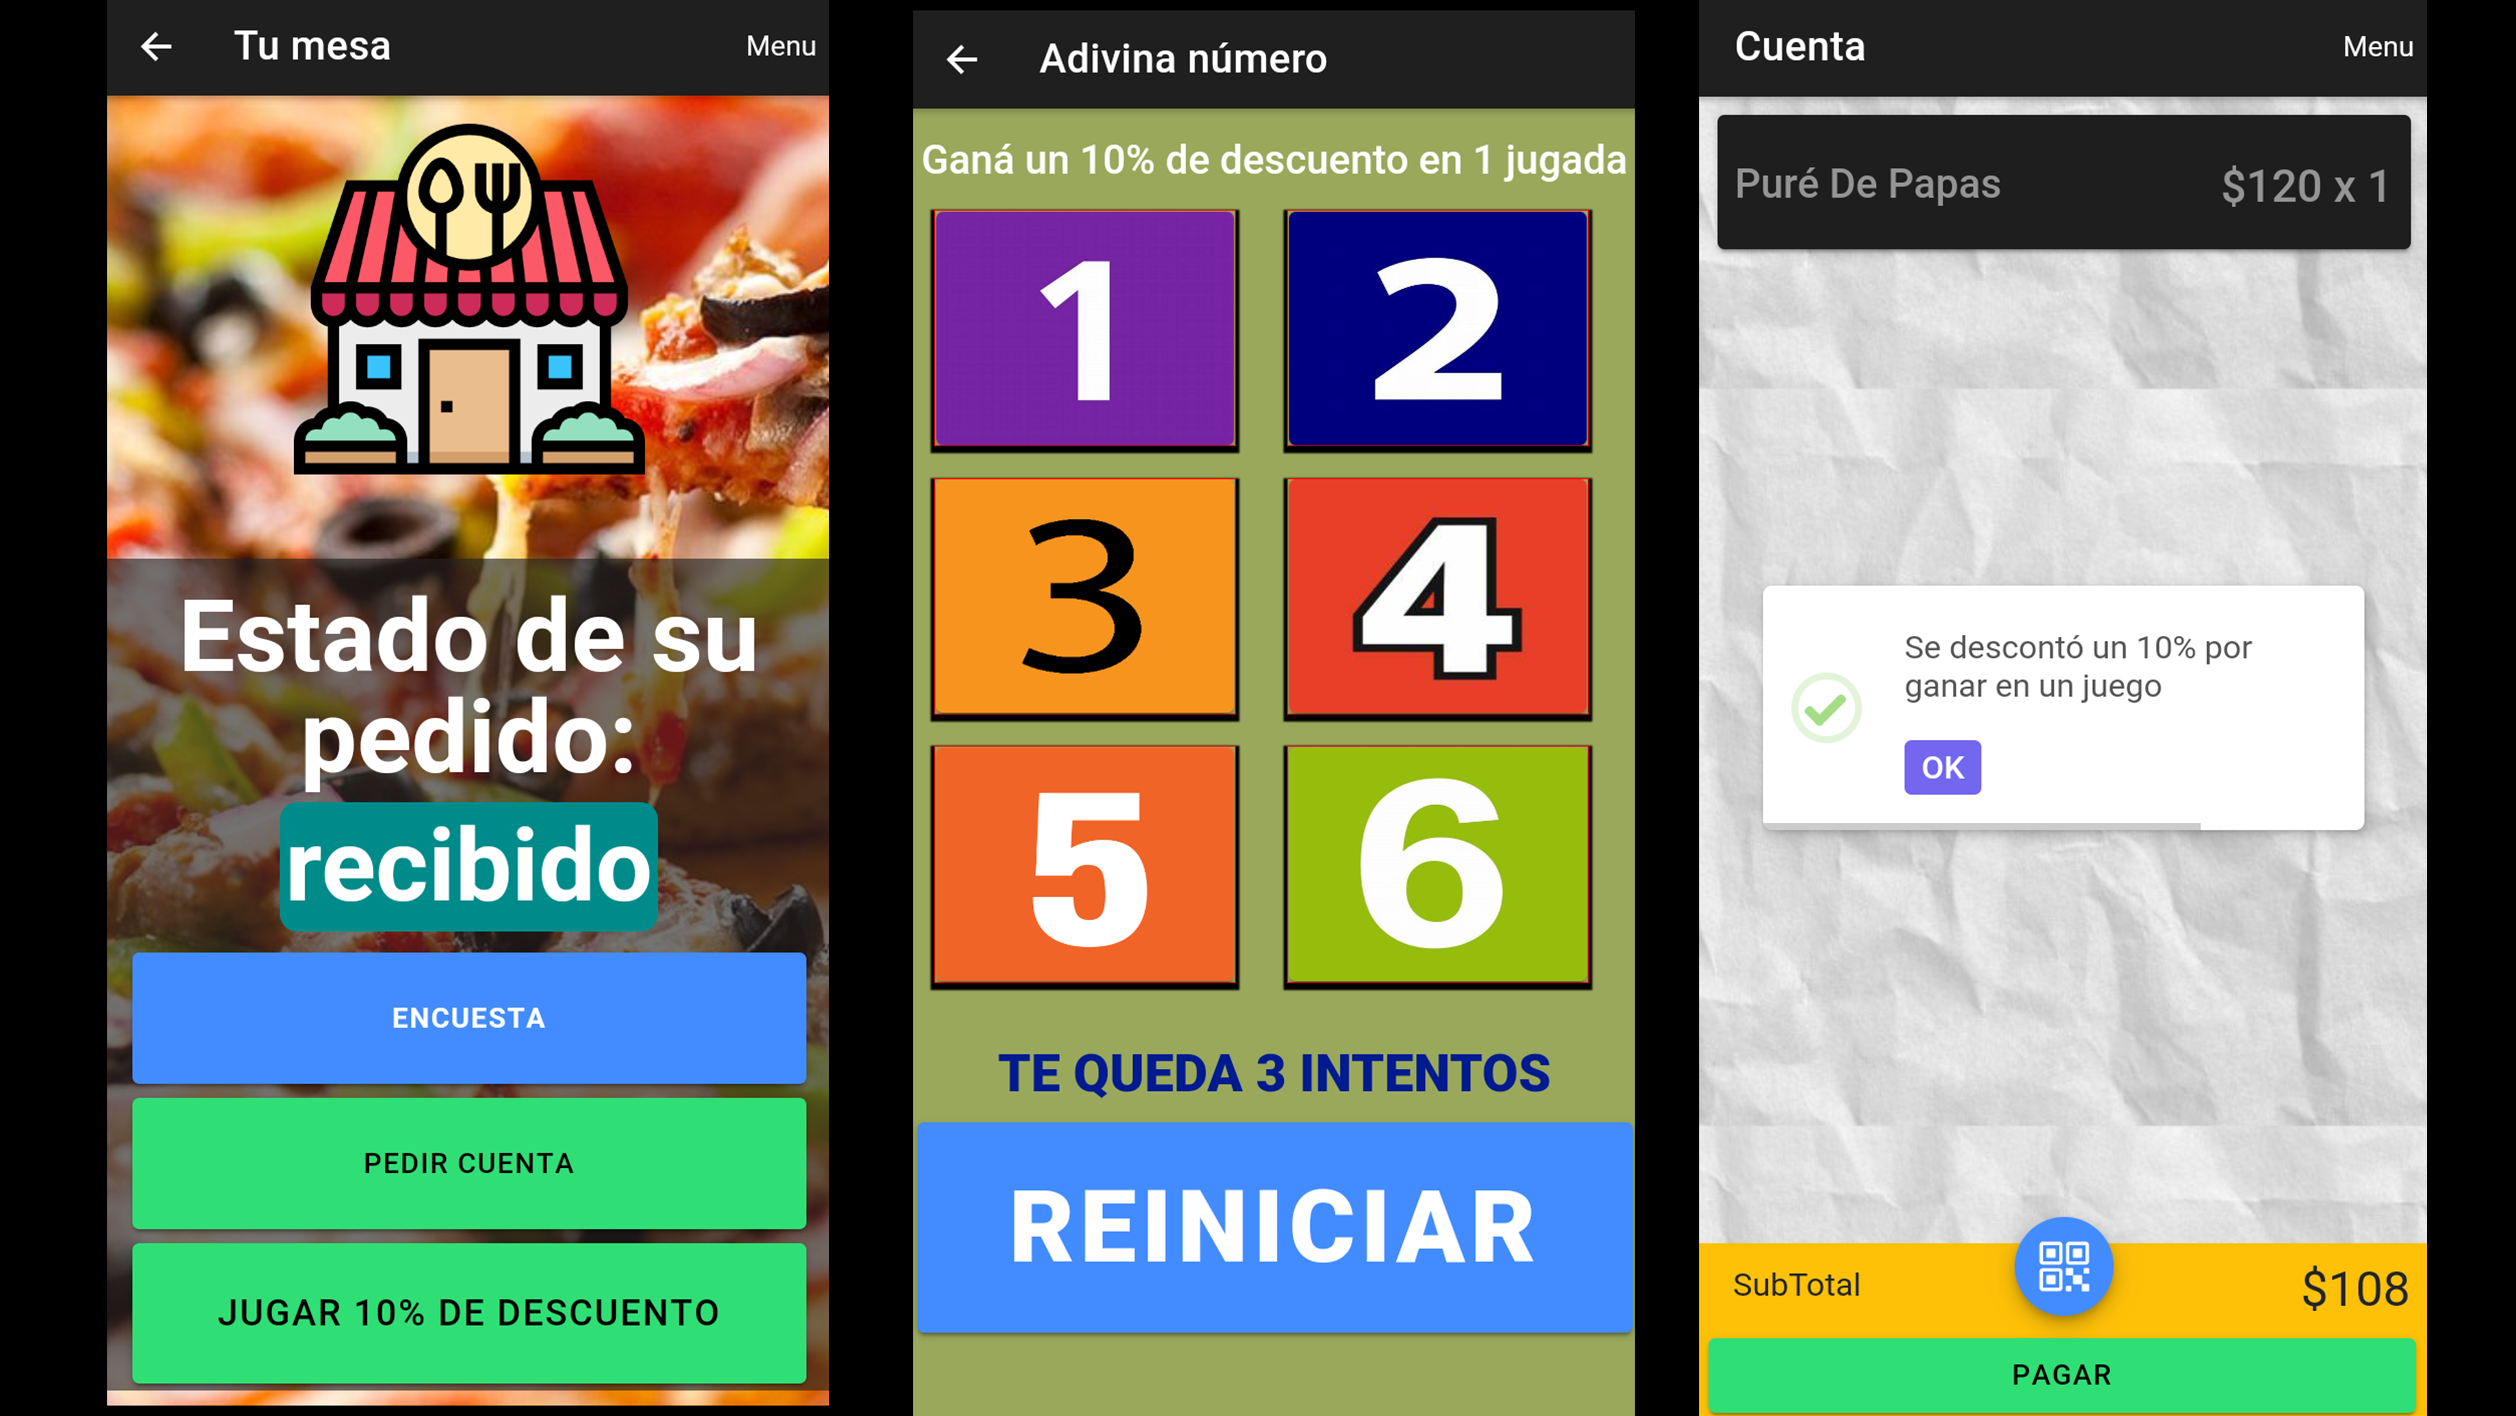 Tu mesa
Menu
Estado de su
pedido:
recibido
ENCUESTA
PEDIR CUENTA
JUGAR 10% DE DESCUENTO
Adivina número
Ganá un 10% de descuento en 1 jugada
1
2
3
4
5
6
TE QUEDA 3 INTENTOS
REINICIAR
Cuenta
Menu
Puré De Papas
$120 x 1
Se descontó un 10% por
ganar en un juego
OK
SubTotal
$108
PAGAR